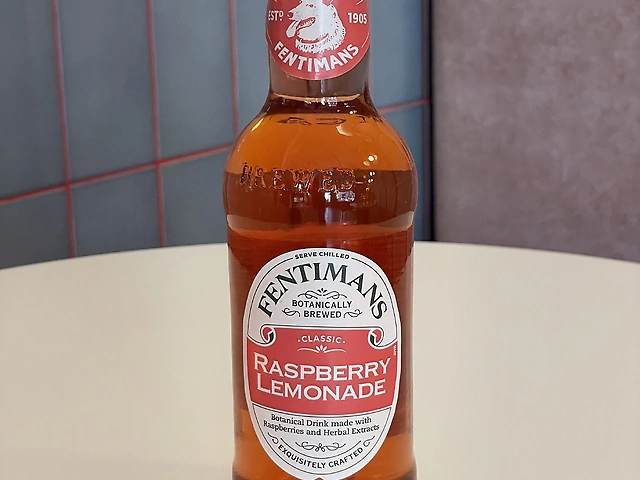 ESTD 1905
FENTIMANS
BREWED
SERVE CHILLED
FENTIMANS
BOTANICALLY
BREWED
.CLASSIC.
RASPBERRY
LEMONADE
Botanical Drink made with
Raspberries and Herbal Extracts
EXQUISITELY CRAFTED